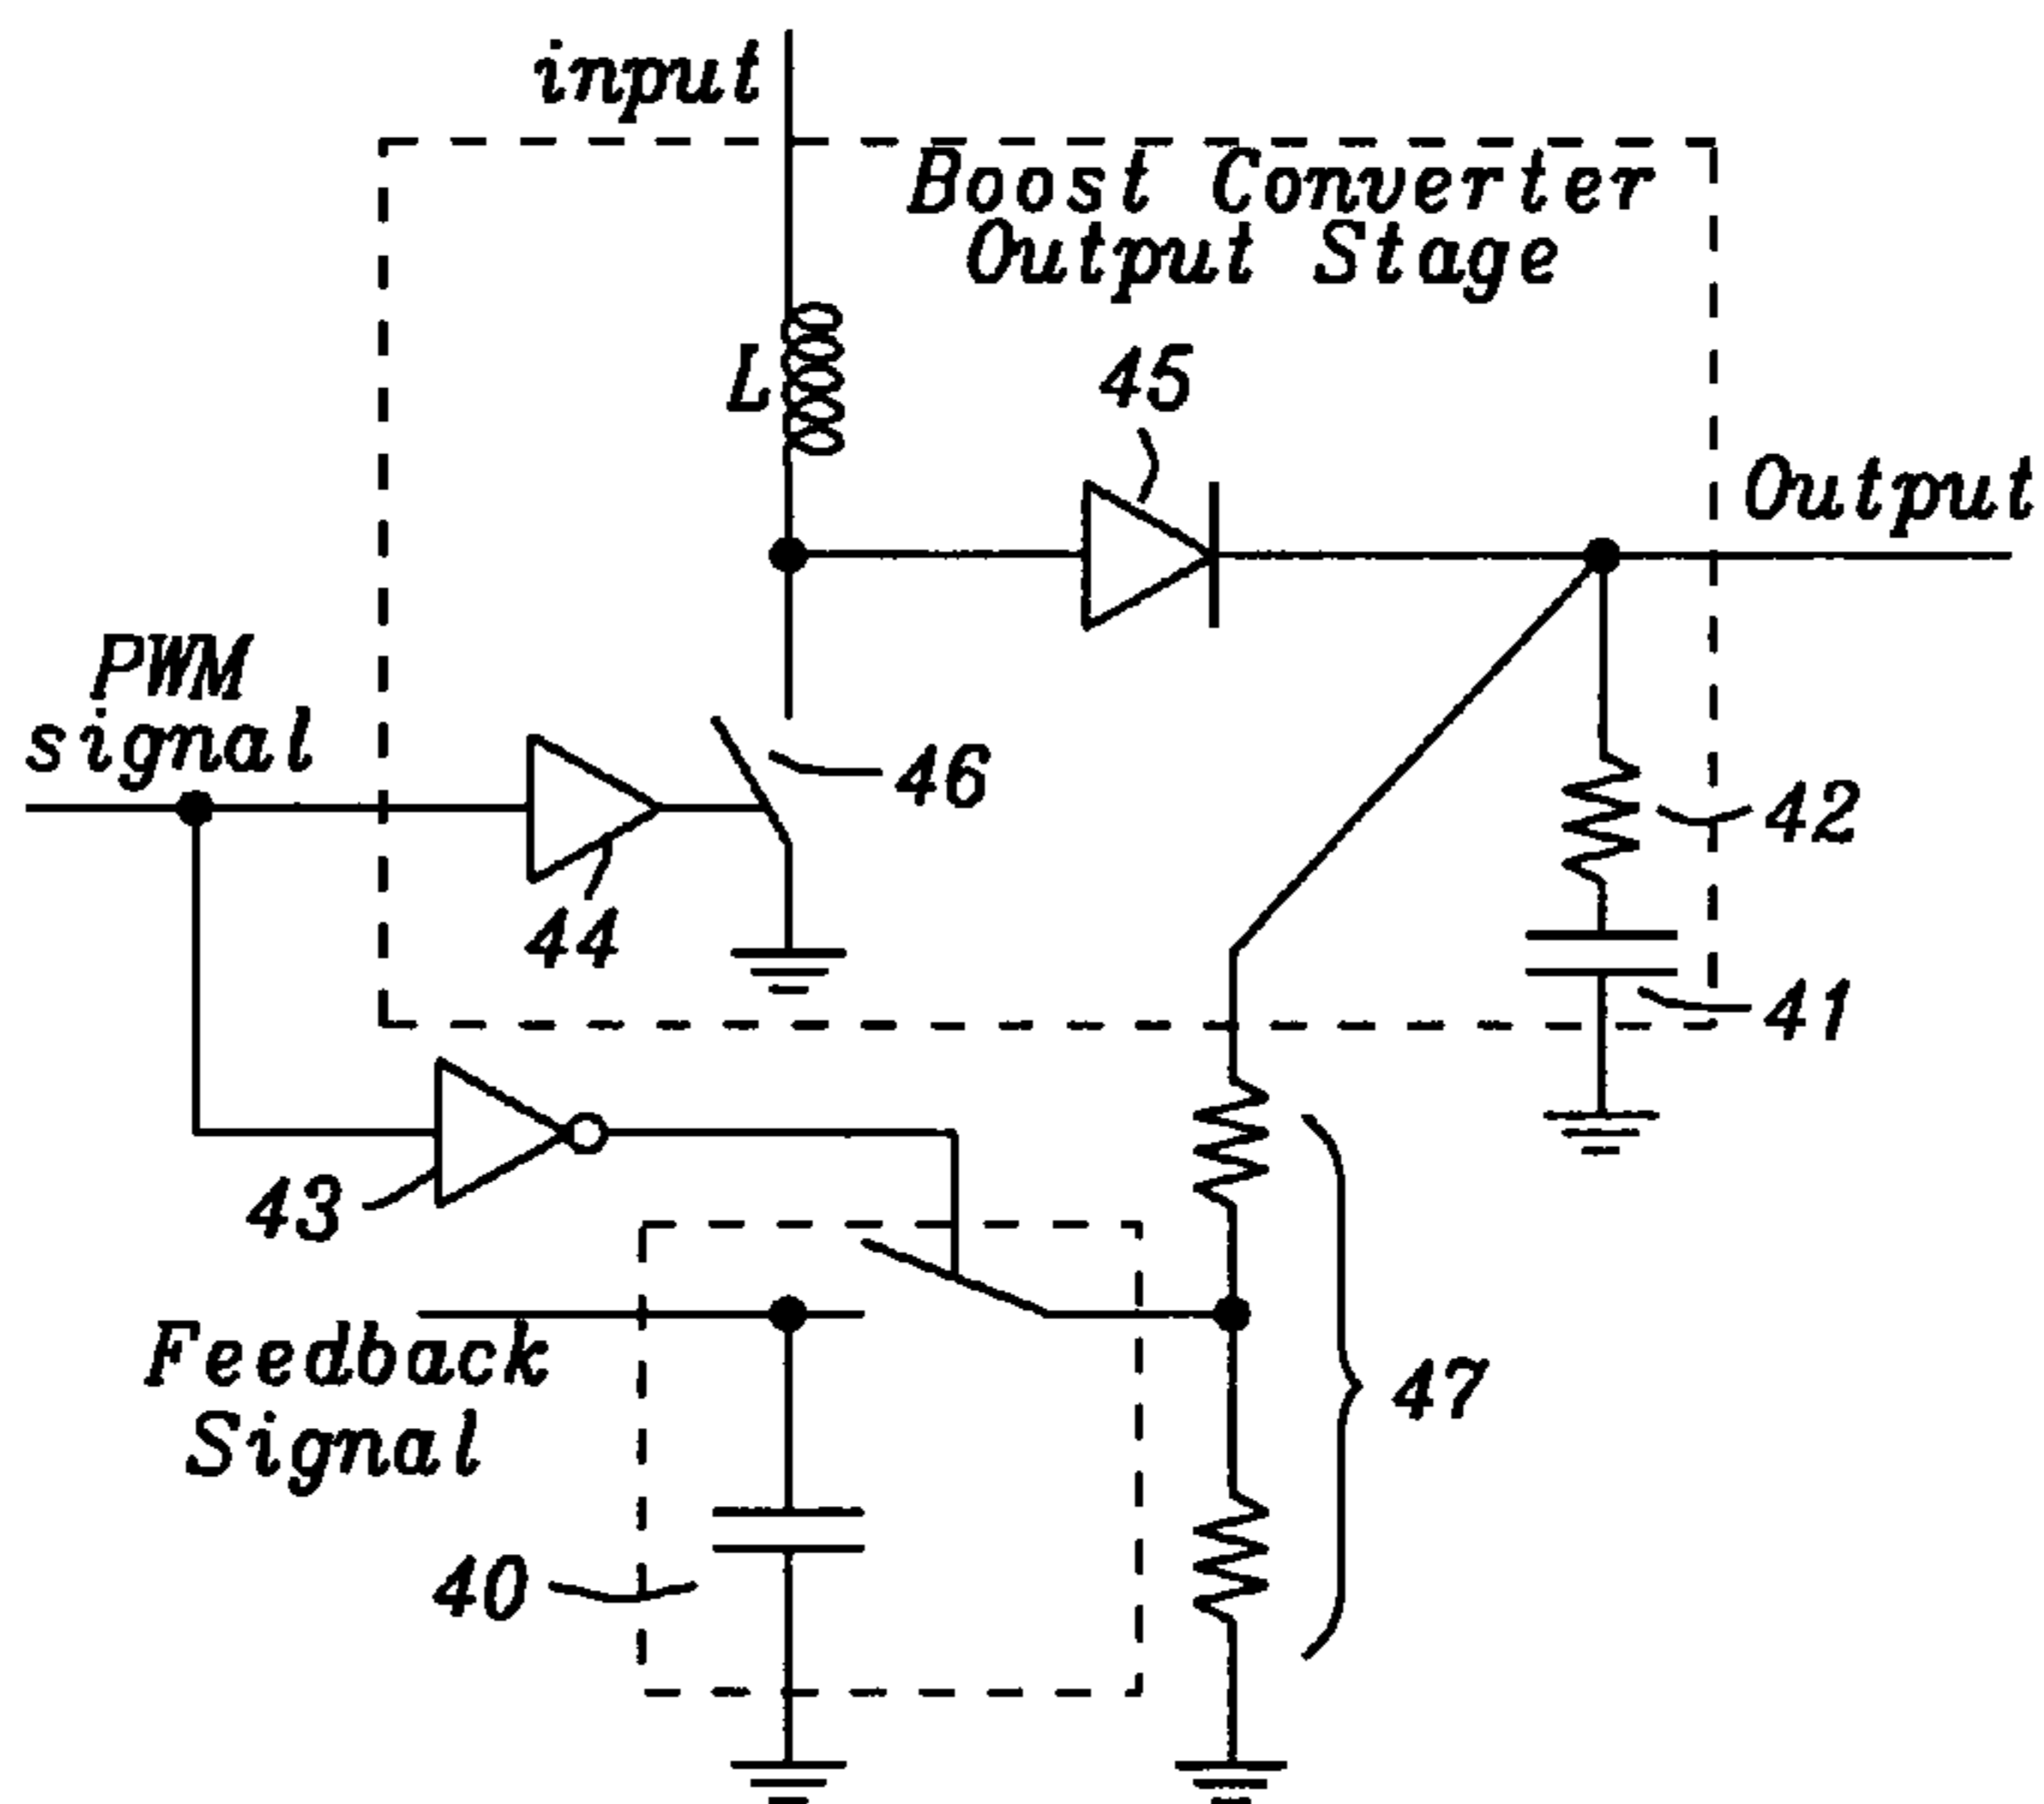 input
Boost Converter
Output Stage
L
45
Output
PWM
signal
46
42
44
41
43
Feedback
Signal
47
40